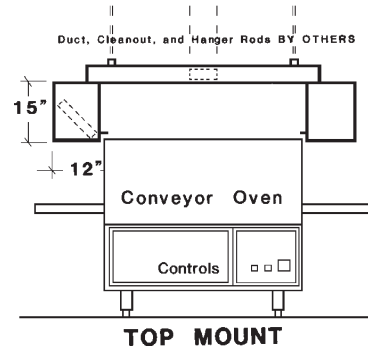 Duct, Cleanout, and Hanger Rods BY OTHERS
15"
12"
Conveyor Oven
Controls
TOP MOUNT